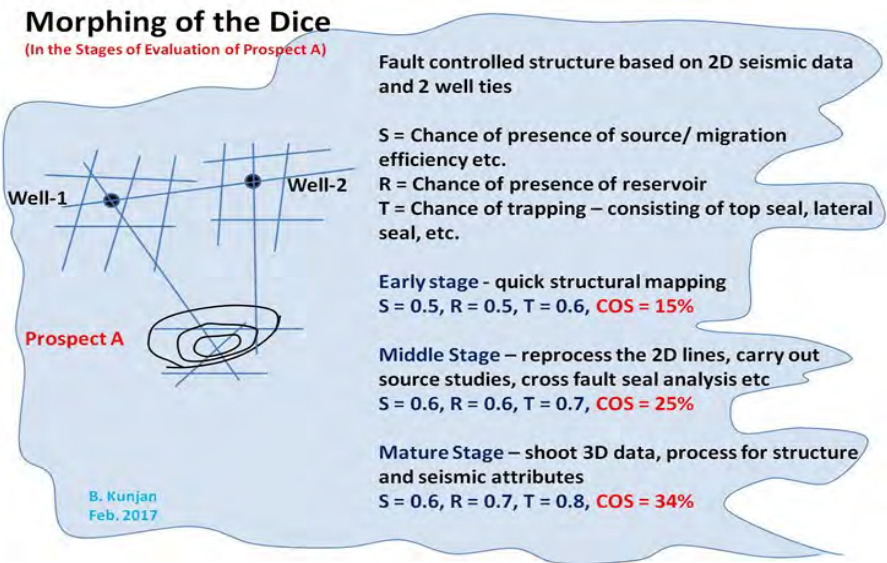 Morphing of the Dice
(In the Stages of Evaluation of Prospect A)
Fault controlled structure based on 2D seismic data
and 2 well ties
S = Chance of presence of source/ migration
efficiency etc.
R = Chance of presence of reservoir
T = Chance of trapping – consisting of top seal, lateral
seal, etc.
Early stage - quick structural mapping
S = 0.5, R = 0.5, T = 0.6, COS = 15%
Middle Stage – reprocess the 2D lines, carry out
source studies, cross fault seal analysis etc
S = 0.6, R = 0.6, T = 0.7, COS = 25%
Mature Stage – shoot 3D data, process for structure
and seismic attributes
S = 0.6, R = 0.7, T = 0.8, COS = 34%
Well-1
Well-2
Prospect A
B. Kunjan
Feb. 2017